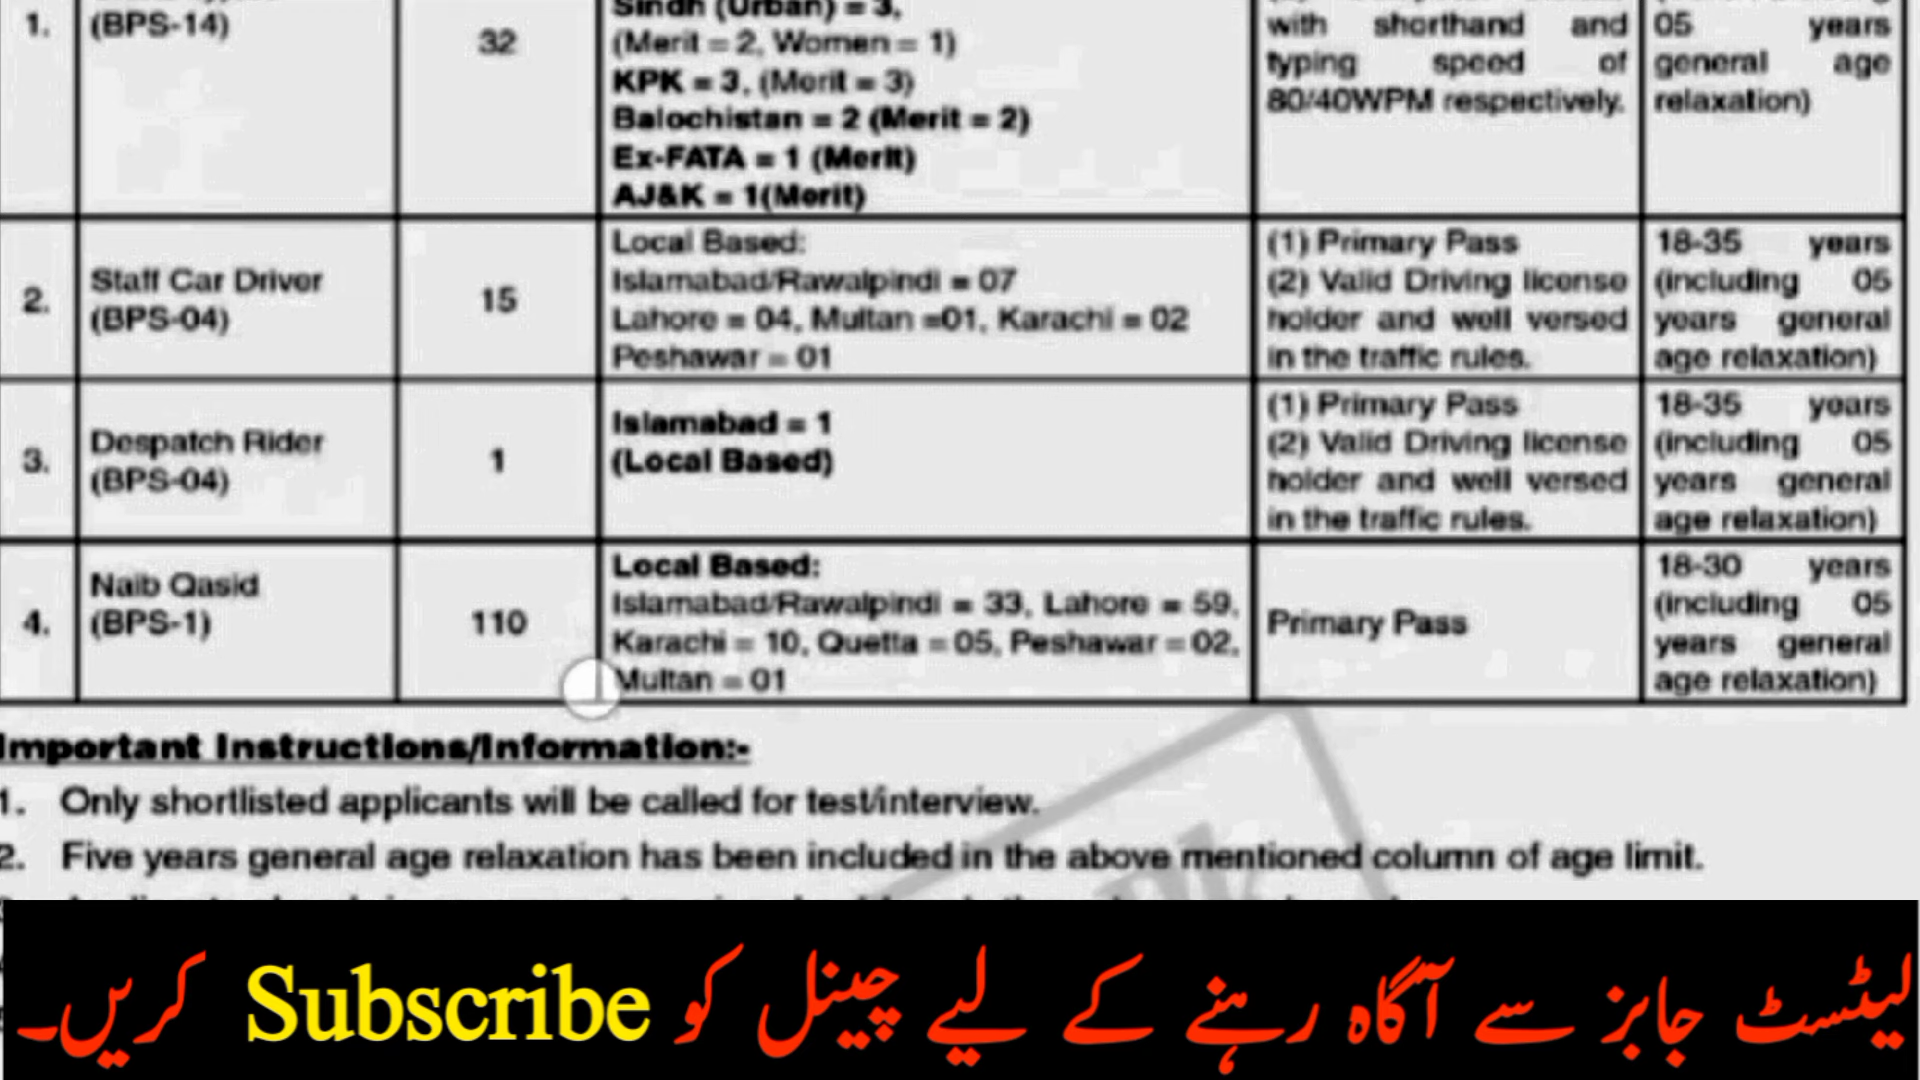 1.
(BPS-14)
32
Sindh (Urban) = 3,
(Merit = 2, Women = 1)
KPK = 3, (Merit = 3)
Balochistan = 2 (Merit = 2)
Ex-FATA = 1 (Merit)
AJ&K = 1(Merit)
with shorthand and
typing speed of
80/40WPM respectively.
05 years
general age
relaxation)
2.
Staff Car Driver
(BPS-04)
15
Local Based:
Islamabad/Rawalpindi = 07
Lahore = 04, Multan =01, Karachi = 02
Peshawar = 01
(1) Primary Pass
(2) Valid Driving license
holder and well versed
in the traffic rules.
18-35 years
(including 05
years general
age relaxation)
3.
Despatch Rider
(BPS-04)
1
Islamabad = 1
(Local Based)
(1) Primary Pass
(2) Valid Driving license
holder and well versed
in the traffic rules.
18-35 years
(including 05
years general
age relaxation)
4.
Naib Qasid
(BPS-1)
110
Local Based:
Islamabad/Rawalpindi = 33, Lahore = 59,
Karachi = 10, Quetta = 05, Peshawar = 02,
Multan = 01
Primary Pass
18-30 years
(including 05
years general
age relaxation)
Important Instructions/Information:-
1. Only shortlisted applicants will be called for test/interview.
2. Five years general age relaxation has been included in the above mentioned column of age limit.
لیٹسٹ جابز سے آگاہ رہنے کے لیے چینل کو Subscribe کریں۔